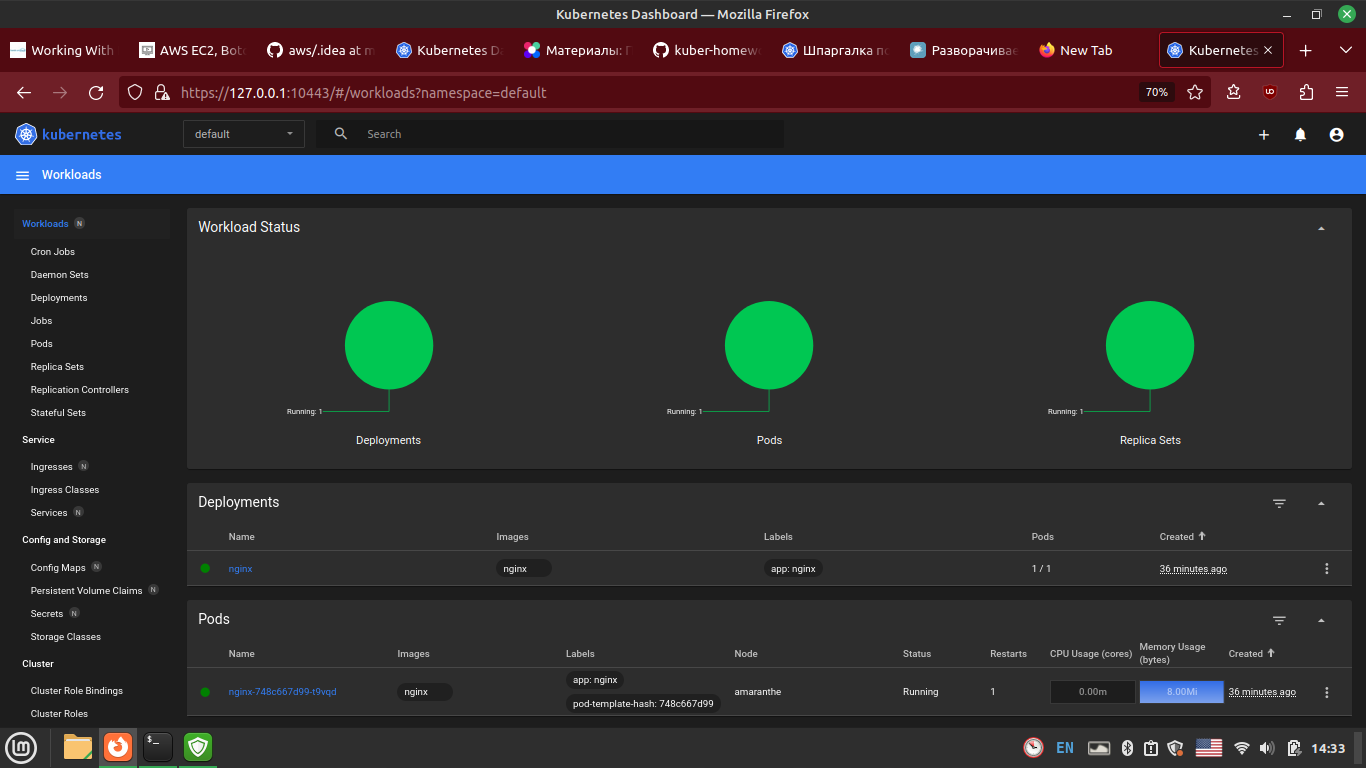 Kubernetes Dashboard — Mozilla Firefox
Working With
AWS EC2, Boto
aws/.idea at m
Kubernetes Da
Материалы: П
kuber-homewo
Шпаргалка по
Разворачивае
New Tab
Kubernetes
https://127.0.0.1:10443/#/workloads?namespace=default
70%
kubernetes
default
Search
Workloads
Workloads N
Cron Jobs
Daemon Sets
Deployments
Jobs
Pods
Replica Sets
Replication Controllers
Stateful Sets
Service
Ingresses N
Ingress Classes
Services N
Config and Storage
Config Maps N
Persistent Volume Claims N
Secrets N
Storage Classes
Cluster
Cluster Role Bindings
Cluster Roles
Workload Status
Running: 1
Running: 1
Running: 1
Deployments
Pods
Replica Sets
Deployments
Name Images Labels Pods Created
nginx nginx app: nginx 1 / 1 36 minutes ago
Pods
Name Images Labels Node Status Restarts CPU Usage (cores) Memory Usage (bytes) Created
nginx-748c667d99-t9vqd nginx app: nginx pod-template-hash: 748c667d99 amaranthe Running 1 0.00m 8.00Mi 36 minutes ago
EN
14:33